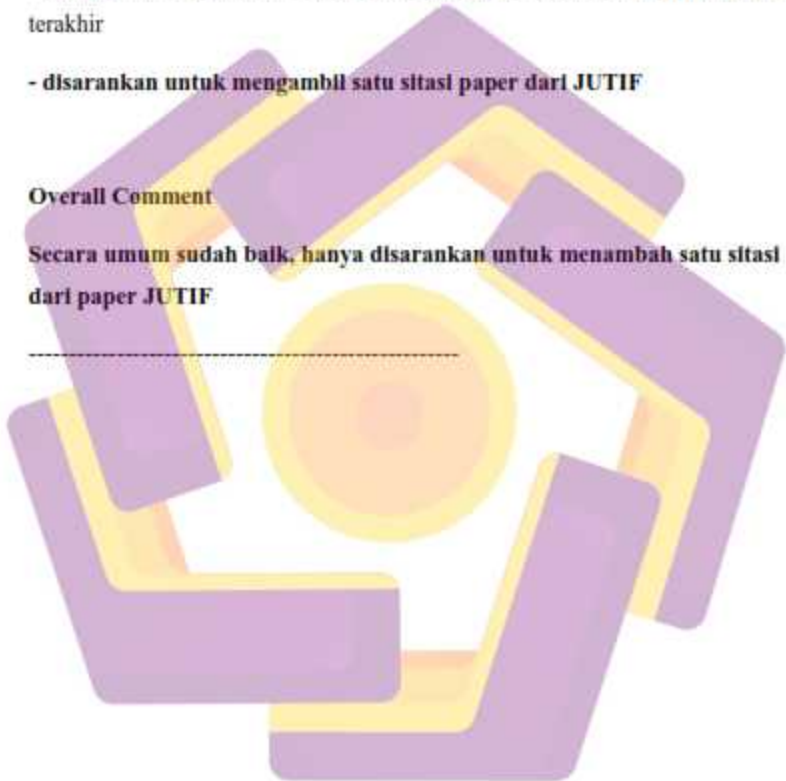 terakhir
- disarankan untuk mengambil satu sitasi paper dari JUTIF
Overall Comment
Secara umum sudah baik, hanya disarankan untuk menambah satu sitasi
dari paper JUTIF
------------------------------------------------------